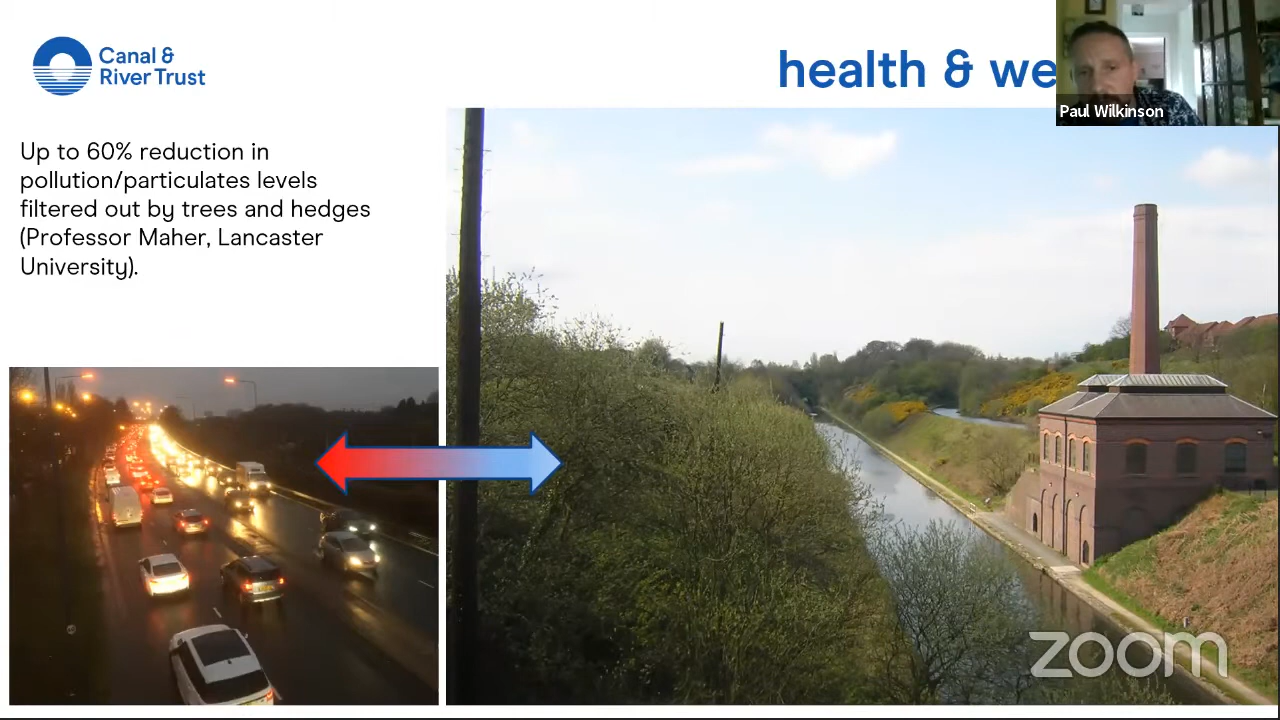 Canal &
River Trust
health & we
Paul Wilkinson
Up to 60% reduction in
pollution/particulates levels
filtered out by trees and hedges
(Professor Maher, Lancaster
University).
zoom